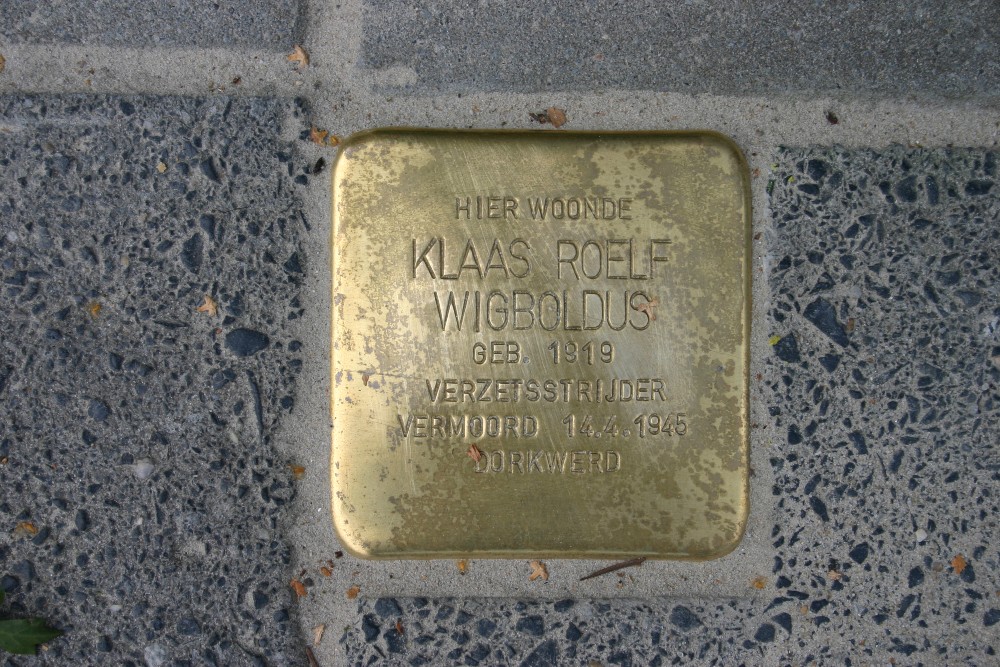 HIER WOONDE
KLAAS ROELF
WIGBOLDUS
GEB. 1919
VERZETSSTRIJDER
VERMOORD 14.4.1945
DORKWERD